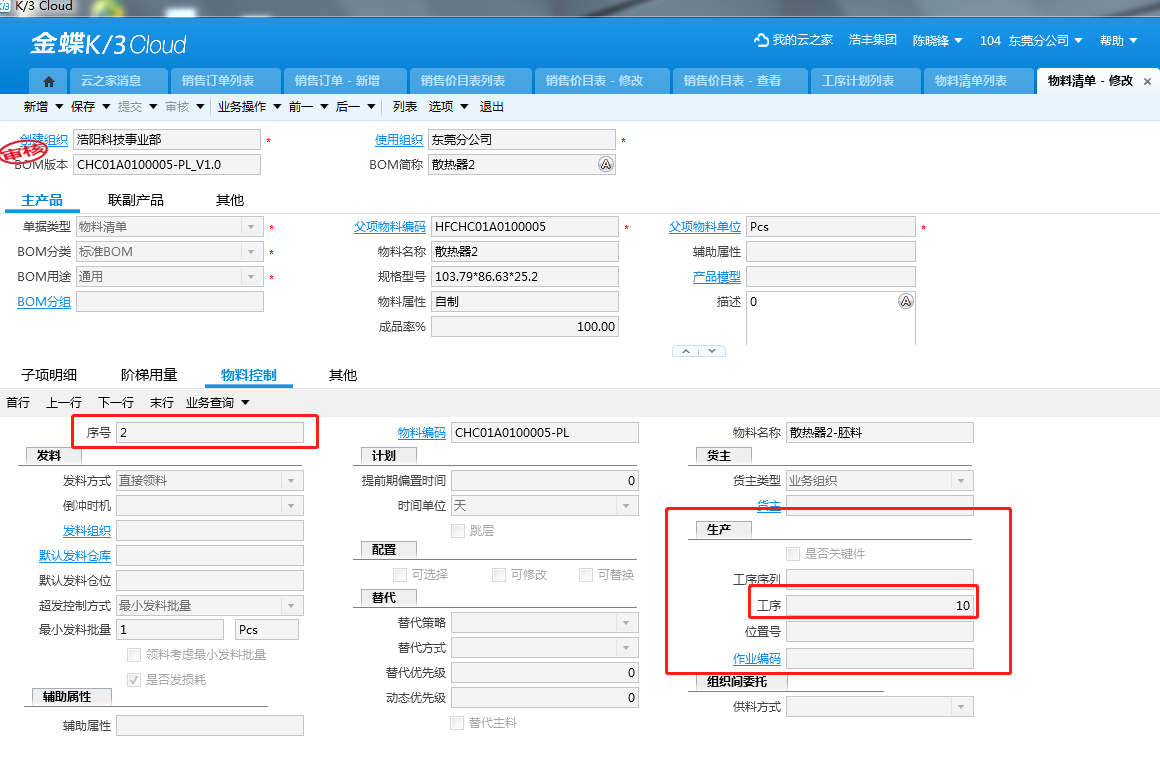 K/3 Cloud
金蝶K/3 Cloud
我的云之家 浩丰集团 陈晓锋 104 东莞分公司 帮助
云之家消息 销售订单列表 销售订单 - 新增 销售价目表列表 销售价目表 - 修改 销售价目表 - 查看 工序计划列表 物料清单列表 物料清单 - 修改 ×
新增 保存 提交 审核 业务操作 前一 后一 列表 选项 退出
创建组织 浩阳科技事业部 * 使用组织 东莞分公司 *
审核
BOM版本 CHC01A0100005-PL_V1.0 BOM简称 散热器2 A
主产品 联副产品 其他
单据类型 物料清单 * 父项物料编码 HFCHC01A0100005 * 父项物料单位 Pcs *
BOM分类 标准BOM * 物料名称 散热器2 辅助属性
BOM用途 通用 * 规格型号 103.79*86.63*25.2 产品模型
BOM分组 物料属性 自制 描述 0 A
成品率% 100.00
子项明细 阶梯用量 物料控制 其他
首行 上一行 下一行 末行 业务查询
序号 2 物料编码 CHC01A0100005-PL 物料名称 散热器2-胚料
发料 计划 货主
发料方式 直接领料 提前期偏置时间 0 货主类型 业务组织
倒冲时机 时间单位 天 货主
发料组织 跳层 生产
默认发料仓库 配置 是否关键件
默认发料仓位 可选择 可修改 可替换 工序序列
超发控制方式 最小发料批量 替代 工序 10
最小发料批量 1 Pcs 替代策略 位置号
领料考虑最小发料批量 替代方式 作业编码
是否发损耗 替代优先级 0 组织间委托
辅助属性 动态优先级 0 供料方式
辅助属性 替代主料